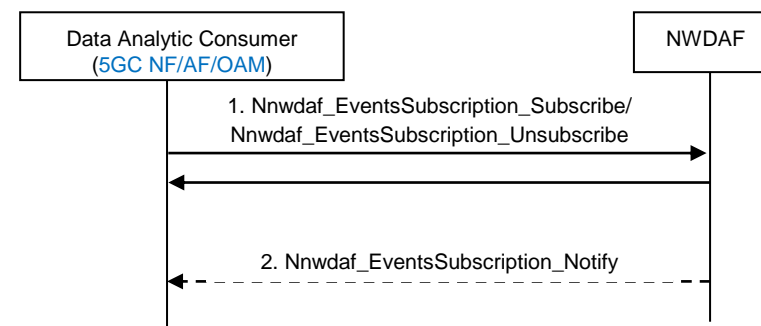 Data Analytic Consumer
(5GC NF/AF/OAM)
NWDAF
1. Nnwdaf_EventsSubscription_Subscribe/
Nnwdaf_EventsSubscription_Unsubscribe
2. Nnwdaf_EventsSubscription_Notify